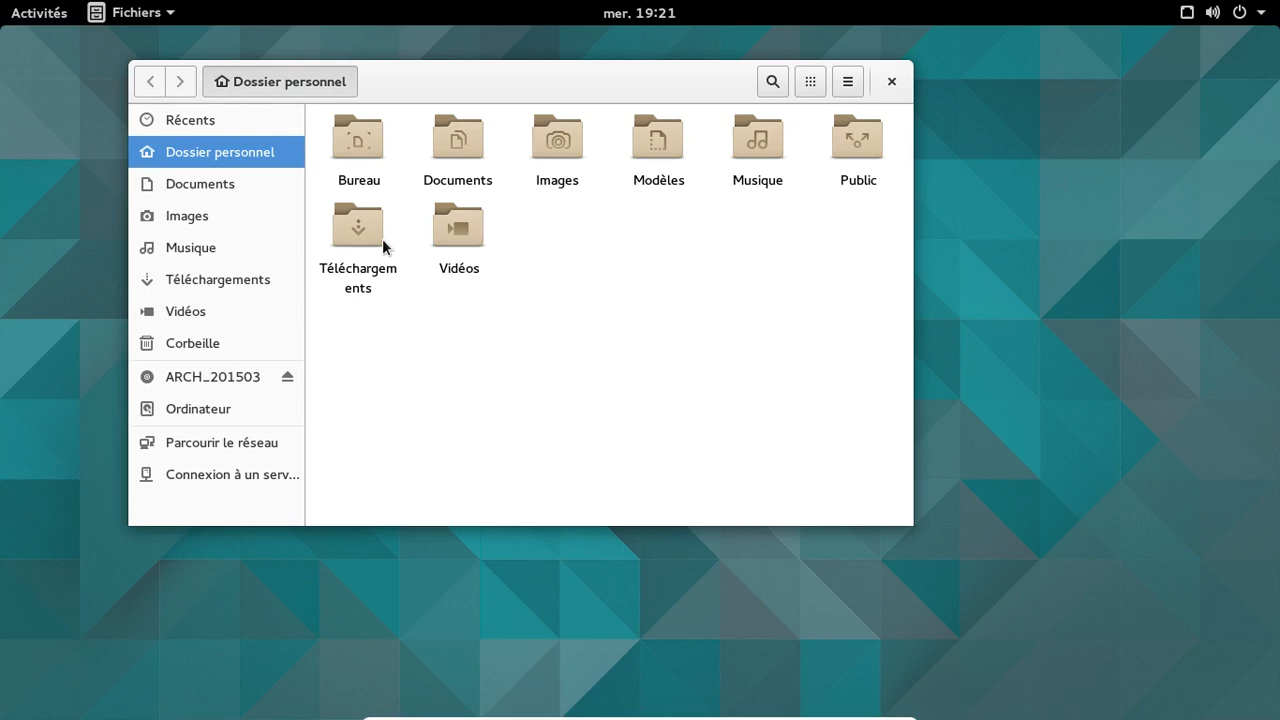 Activités Fichiers mer. 19:21
Dossier personnel
Récents
Dossier personnel
Documents
Images
Musique
Téléchargements
Vidéos
Corbeille
ARCH_201503
Ordinateur
Parcourir le réseau
Connexion à un serv...
Bureau Documents Images Modèles Musique Public
Téléchargem Vidéos
ents